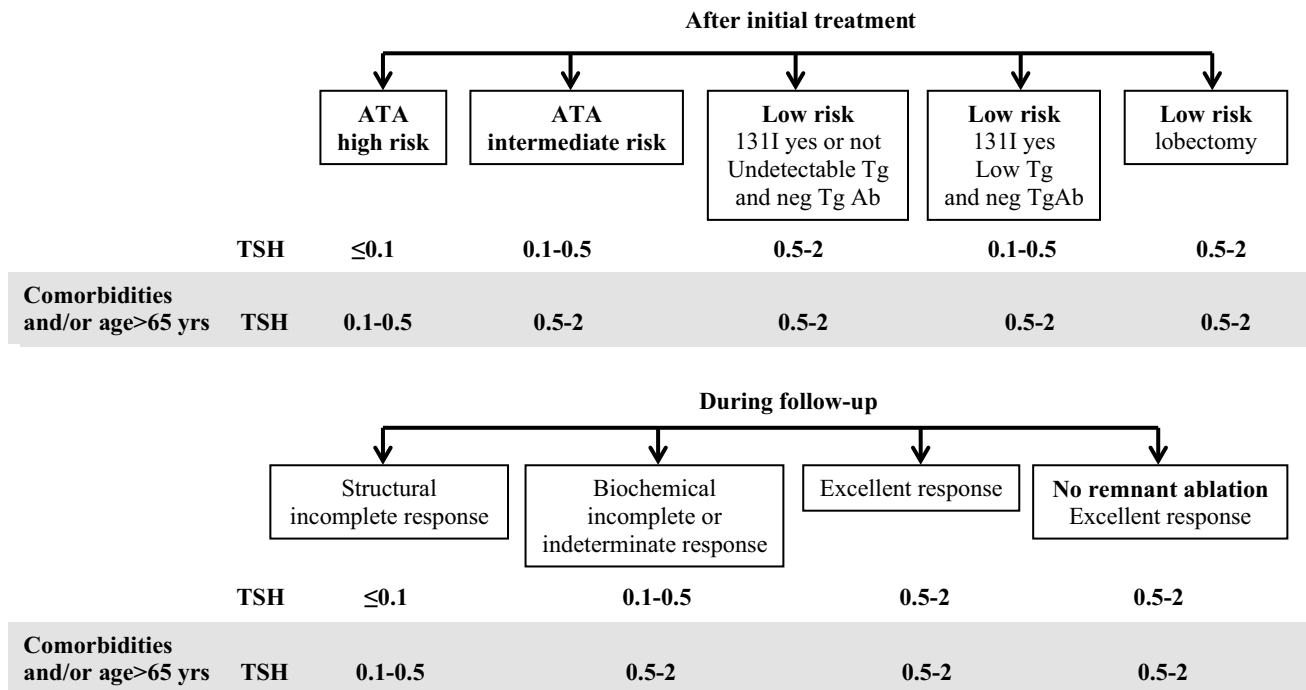 After initial treatment
ATA
high risk
ATA
intermediate risk
Low risk
131I yes or not
Undetectable Tg
and neg Tg Ab
Low risk
131I yes
Low Tg
and neg TgAb
Low risk
lobectomy
TSH ≤0.1 0.1-0.5 0.5-2 0.1-0.5 0.5-2
Comorbidities
and/or age>65 yrs TSH 0.1-0.5 0.5-2 0.5-2 0.5-2 0.5-2
During follow-up
Structural
incomplete response
Biochemical
incomplete or
indeterminate response
Excellent response
No remnant ablation
Excellent response
TSH ≤0.1 0.1-0.5 0.5-2 0.5-2
Comorbidities
and/or age>65 yrs TSH 0.1-0.5 0.5-2 0.5-2 0.5-2